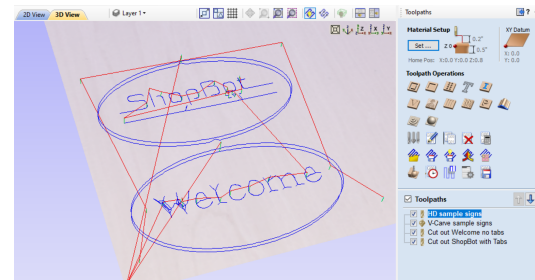 2D View 3D View Layer 1
Toolpaths
Material Setup
XY Datum
Set ...
Z 0
0.2"
0.5"
X: 0.0
Y: 0.0
Home Pos: X:0.0 Y:0.0 Z:0.8
Toolpath Operations
ShopBot
Welcome
Toolpaths
HD sample signs
V-Carve sample signs
Cut out Welcome no tabs
Cut out ShopBot with Tabs